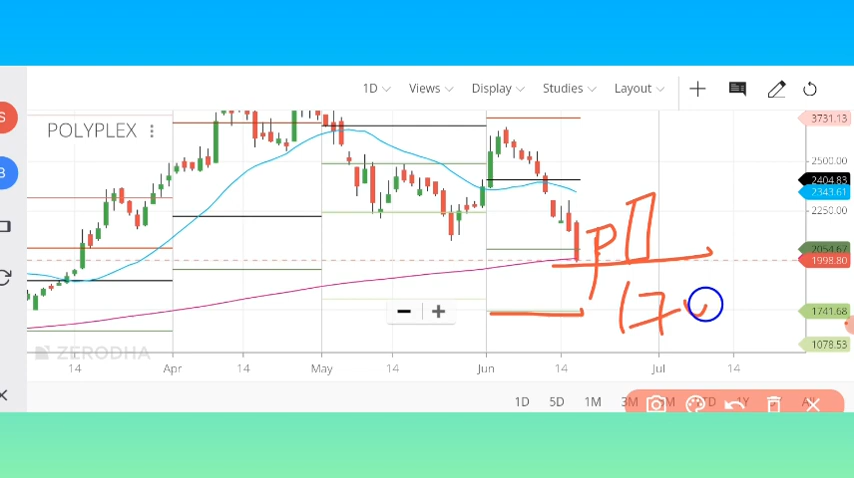 1D Views Display Studies Layout
POLYPLEX
3731.13
2500.00
2404.83
2343.61
2250.00
2054.67
1998.80
P
1741.68
ZERODHA
1078.53
14 Apr 14 May 14 Jun 14 Jul 14
1D 5D 1M 3M
S
B